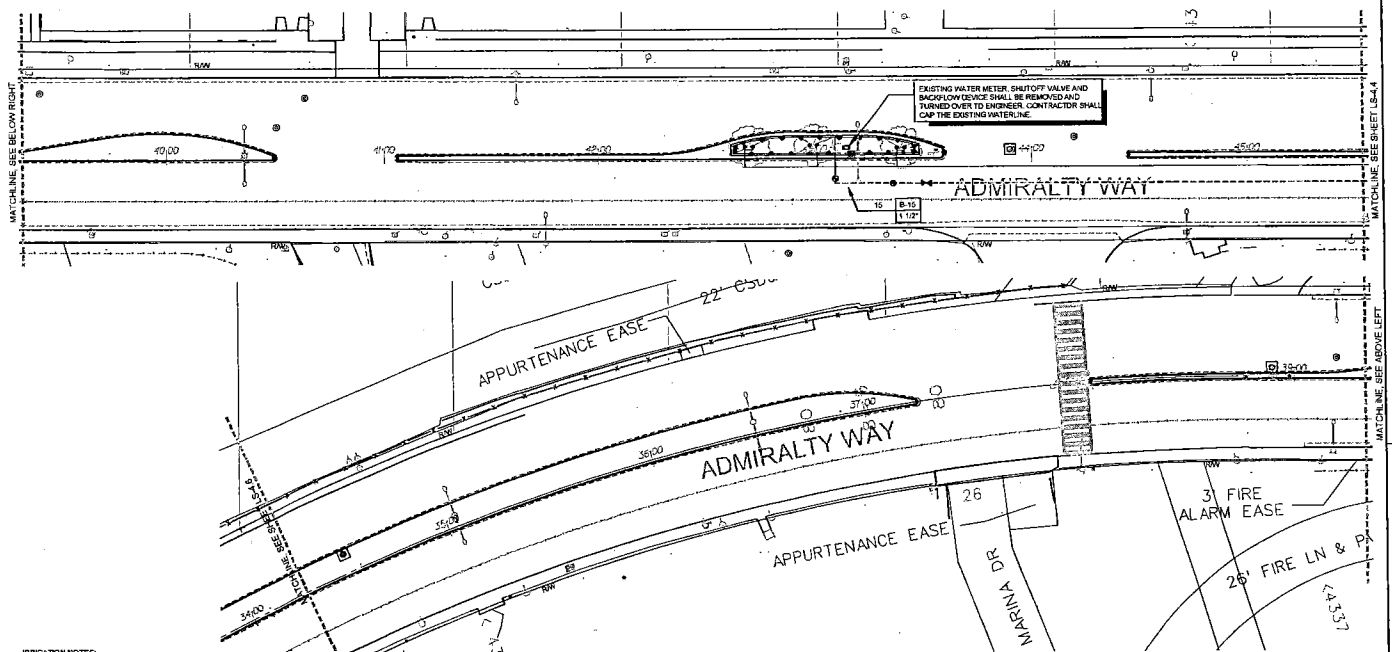 43
R/W
R/W
EXISTING WATER METER, SHUTOFF VALVE AND
BACKFLOW DEVICE SHALL BE REMOVED AND
TURNED OVER TO ENGINEER. CONTRACTOR SHALL
CAP THE EXISTING WATERLINE.
MATCHLINE, SEE BELOW RIGHT
MATCHLINE, SEE SHEET LS-4.4
40+00
41+00
42+00
44+00
45+00
ADMIRALTY WAY
15
B-15
1 1/2"
R/W
R/W
22'
APPURTENANCE EASE
R/W
R/W
MATCHLINE, SEE ABOVE LEFT
39+00
37+00
36+00
35+00
34+00
ADMIRALTY WAY
MATCHLINE SEE SHEET LS-4.6
26
APPURTENANCE EASE
MARINA DR
R/W
R/W
3' FIRE
ALARM EASE
26' FIRE LN &
IRRIGATION NOTES: